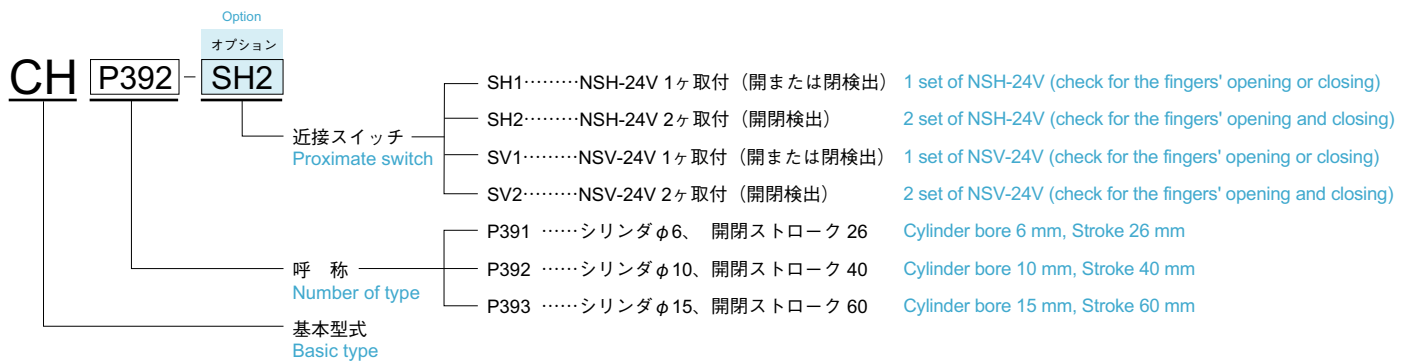 Option
オプション
CH P392-SH2
SH1………NSH-24V 1ヶ取付（開または閉検出） 1 set of NSH-24V (check for the fingers' opening or closing)
SH2………NSH-24V 2ヶ取付（開閉検出） 2 set of NSH-24V (check for the fingers' opening and closing)
近接スイッチ
Proximate switch
SV1………NSV-24V 1ヶ取付（開または閉検出） 1 set of NSV-24V (check for the fingers' opening or closing)
SV2………NSV-24V 2ヶ取付（開閉検出） 2 set of NSV-24V (check for the fingers' opening and closing)
P391 ……シリンダφ6、 開閉ストローク 26 Cylinder bore 6 mm, Stroke 26 mm
呼　称
Number of type
P392 ……シリンダφ10、開閉ストローク 40 Cylinder bore 10 mm, Stroke 40 mm
P393 ……シリンダφ15、開閉ストローク 60 Cylinder bore 15 mm, Stroke 60 mm
基本型式
Basic type